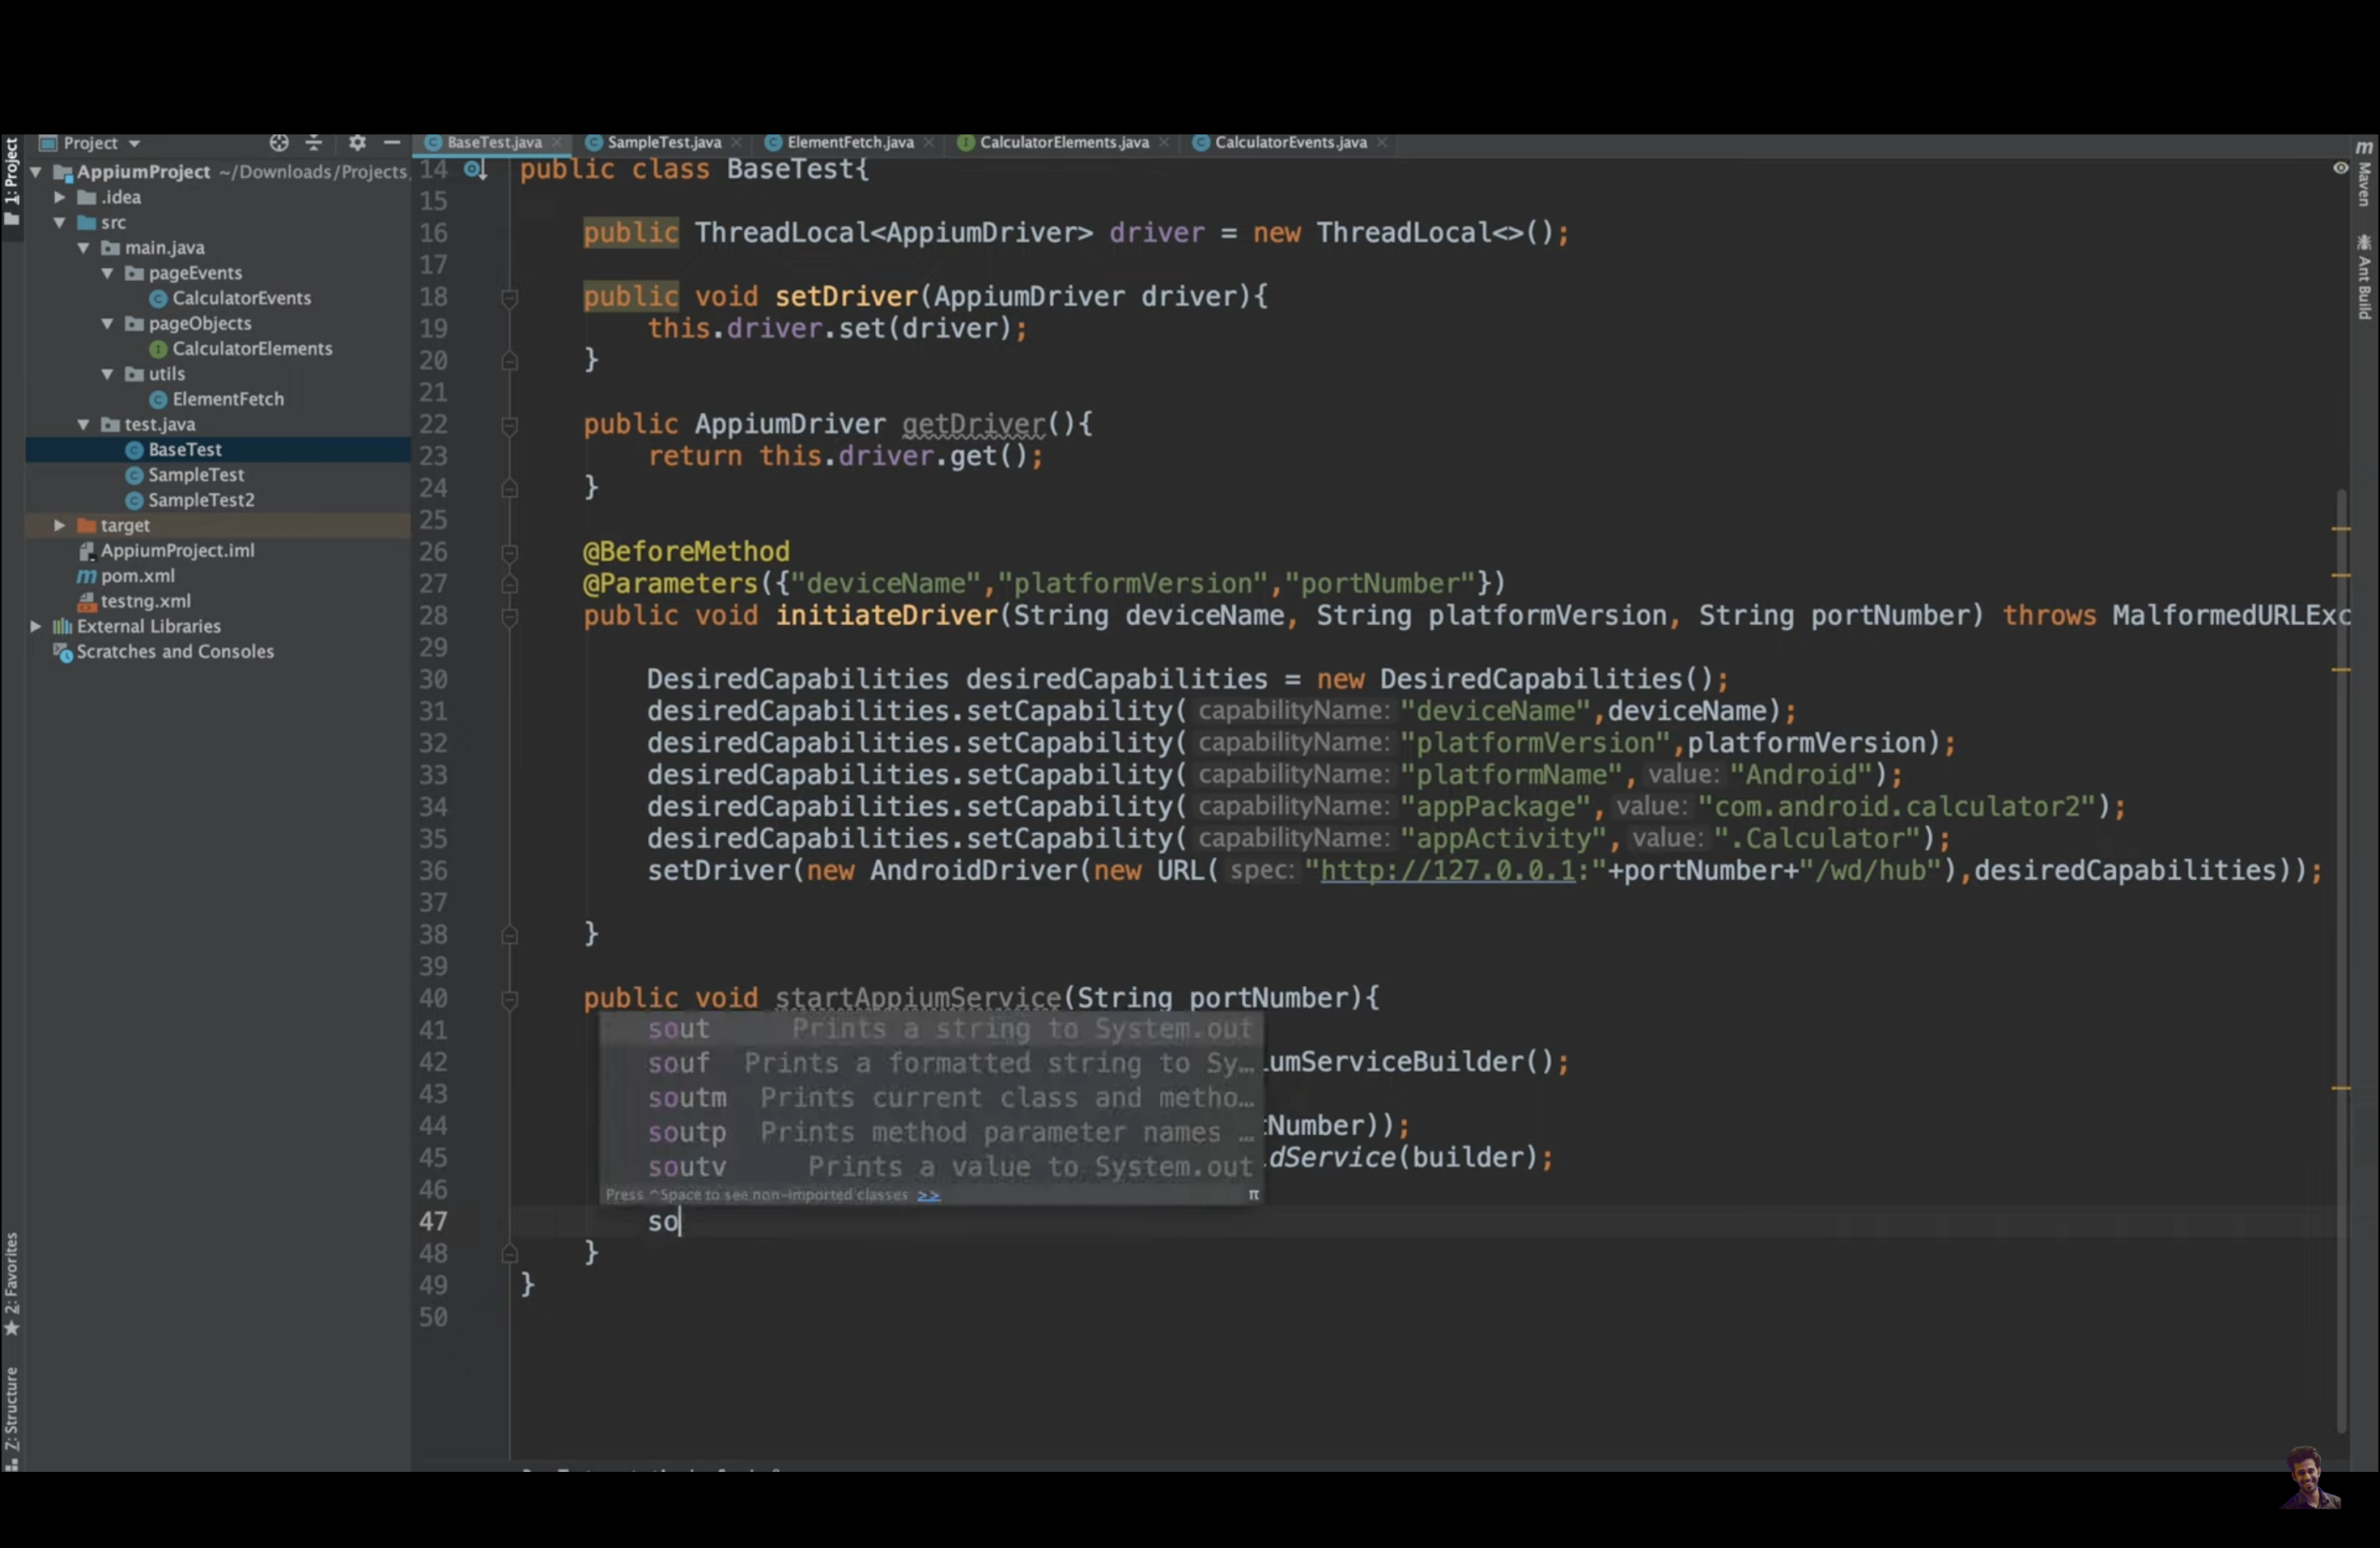 1: Project
Project
AppiumProject ~/Downloads/Projects
.idea
src
main.java
pageEvents
CalculatorEvents
pageObjects
CalculatorElements
utils
ElementFetch
test.java
BaseTest
SampleTest
SampleTest2
target
AppiumProject.iml
pom.xml
testng.xml
External Libraries
Scratches and Consoles
2: Favorites
Z: Structure
BaseTest.java SampleTest.java ElementFetch.java CalculatorElements.java CalculatorEvents.java
14 public class BaseTest{
15
16 public ThreadLocal<AppiumDriver> driver = new ThreadLocal<>();
17
18 public void setDriver(AppiumDriver driver){
19 this.driver.set(driver);
20 }
21
22 public AppiumDriver getDriver(){
23 return this.driver.get();
24 }
25
26 @BeforeMethod
27 @Parameters({"deviceName","platformVersion","portNumber"})
28 public void initiateDriver(String deviceName, String platformVersion, String portNumber) throws MalformedURLExc
29
30 DesiredCapabilities desiredCapabilities = new DesiredCapabilities();
31 desiredCapabilities.setCapability( capabilityName: "deviceName",deviceName);
32 desiredCapabilities.setCapability( capabilityName: "platformVersion",platformVersion);
33 desiredCapabilities.setCapability( capabilityName: "platformName", value: "Android");
34 desiredCapabilities.setCapability( capabilityName: "appPackage", value: "com.android.calculator2");
35 desiredCapabilities.setCapability( capabilityName: "appActivity", value: ".Calculator");
36 setDriver(new AndroidDriver(new URL( spec: "http://127.0.0.1:"+portNumber+"/wd/hub"),desiredCapabilities));
37
38 }
39
40 public void startAppiumService(String portNumber){
41 sout Prints a string to System.out
42 umServiceBuilder();
souf Prints a formatted string to Sy…
43
soutm Prints current class and metho…
44 tNumber));
soutp Prints method parameter names …
45 dService(builder);
soutv Prints a value to System.out
46
Press ^Space to see non-imported classes >> π
47 so
48 }
49 }
50
m Maven
Ant Build